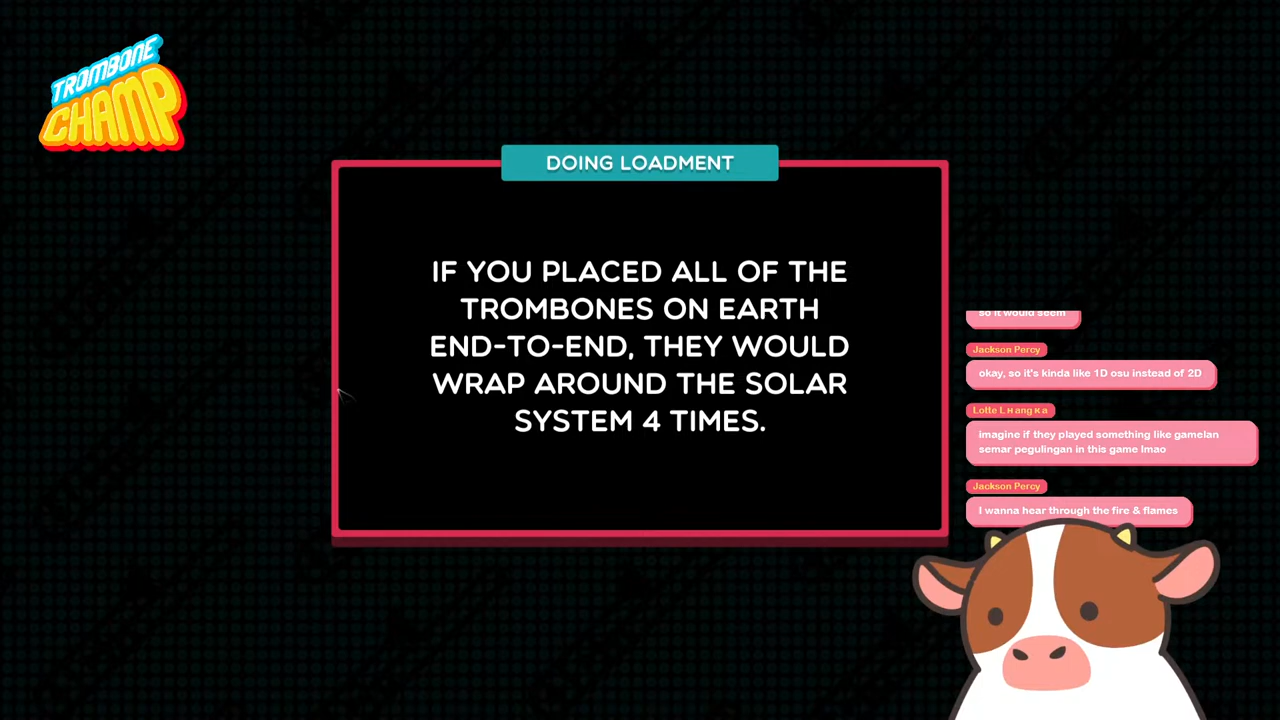 TROMBONE
CHAMP
DOING LOADMENT
IF YOU PLACED ALL OF THE
TROMBONES ON EARTH
END-TO-END, THEY WOULD
WRAP AROUND THE SOLAR
SYSTEM 4 TIMES.
so it would seem
Jackson Percy
okay, so it's kinda like 1D osu instead of 2D
Lotte L ʜ ang ᴋ a
imagine if they played something like gamelan
semar pegulingan in this game lmao
Jackson Percy
I wanna hear through the fire & flames